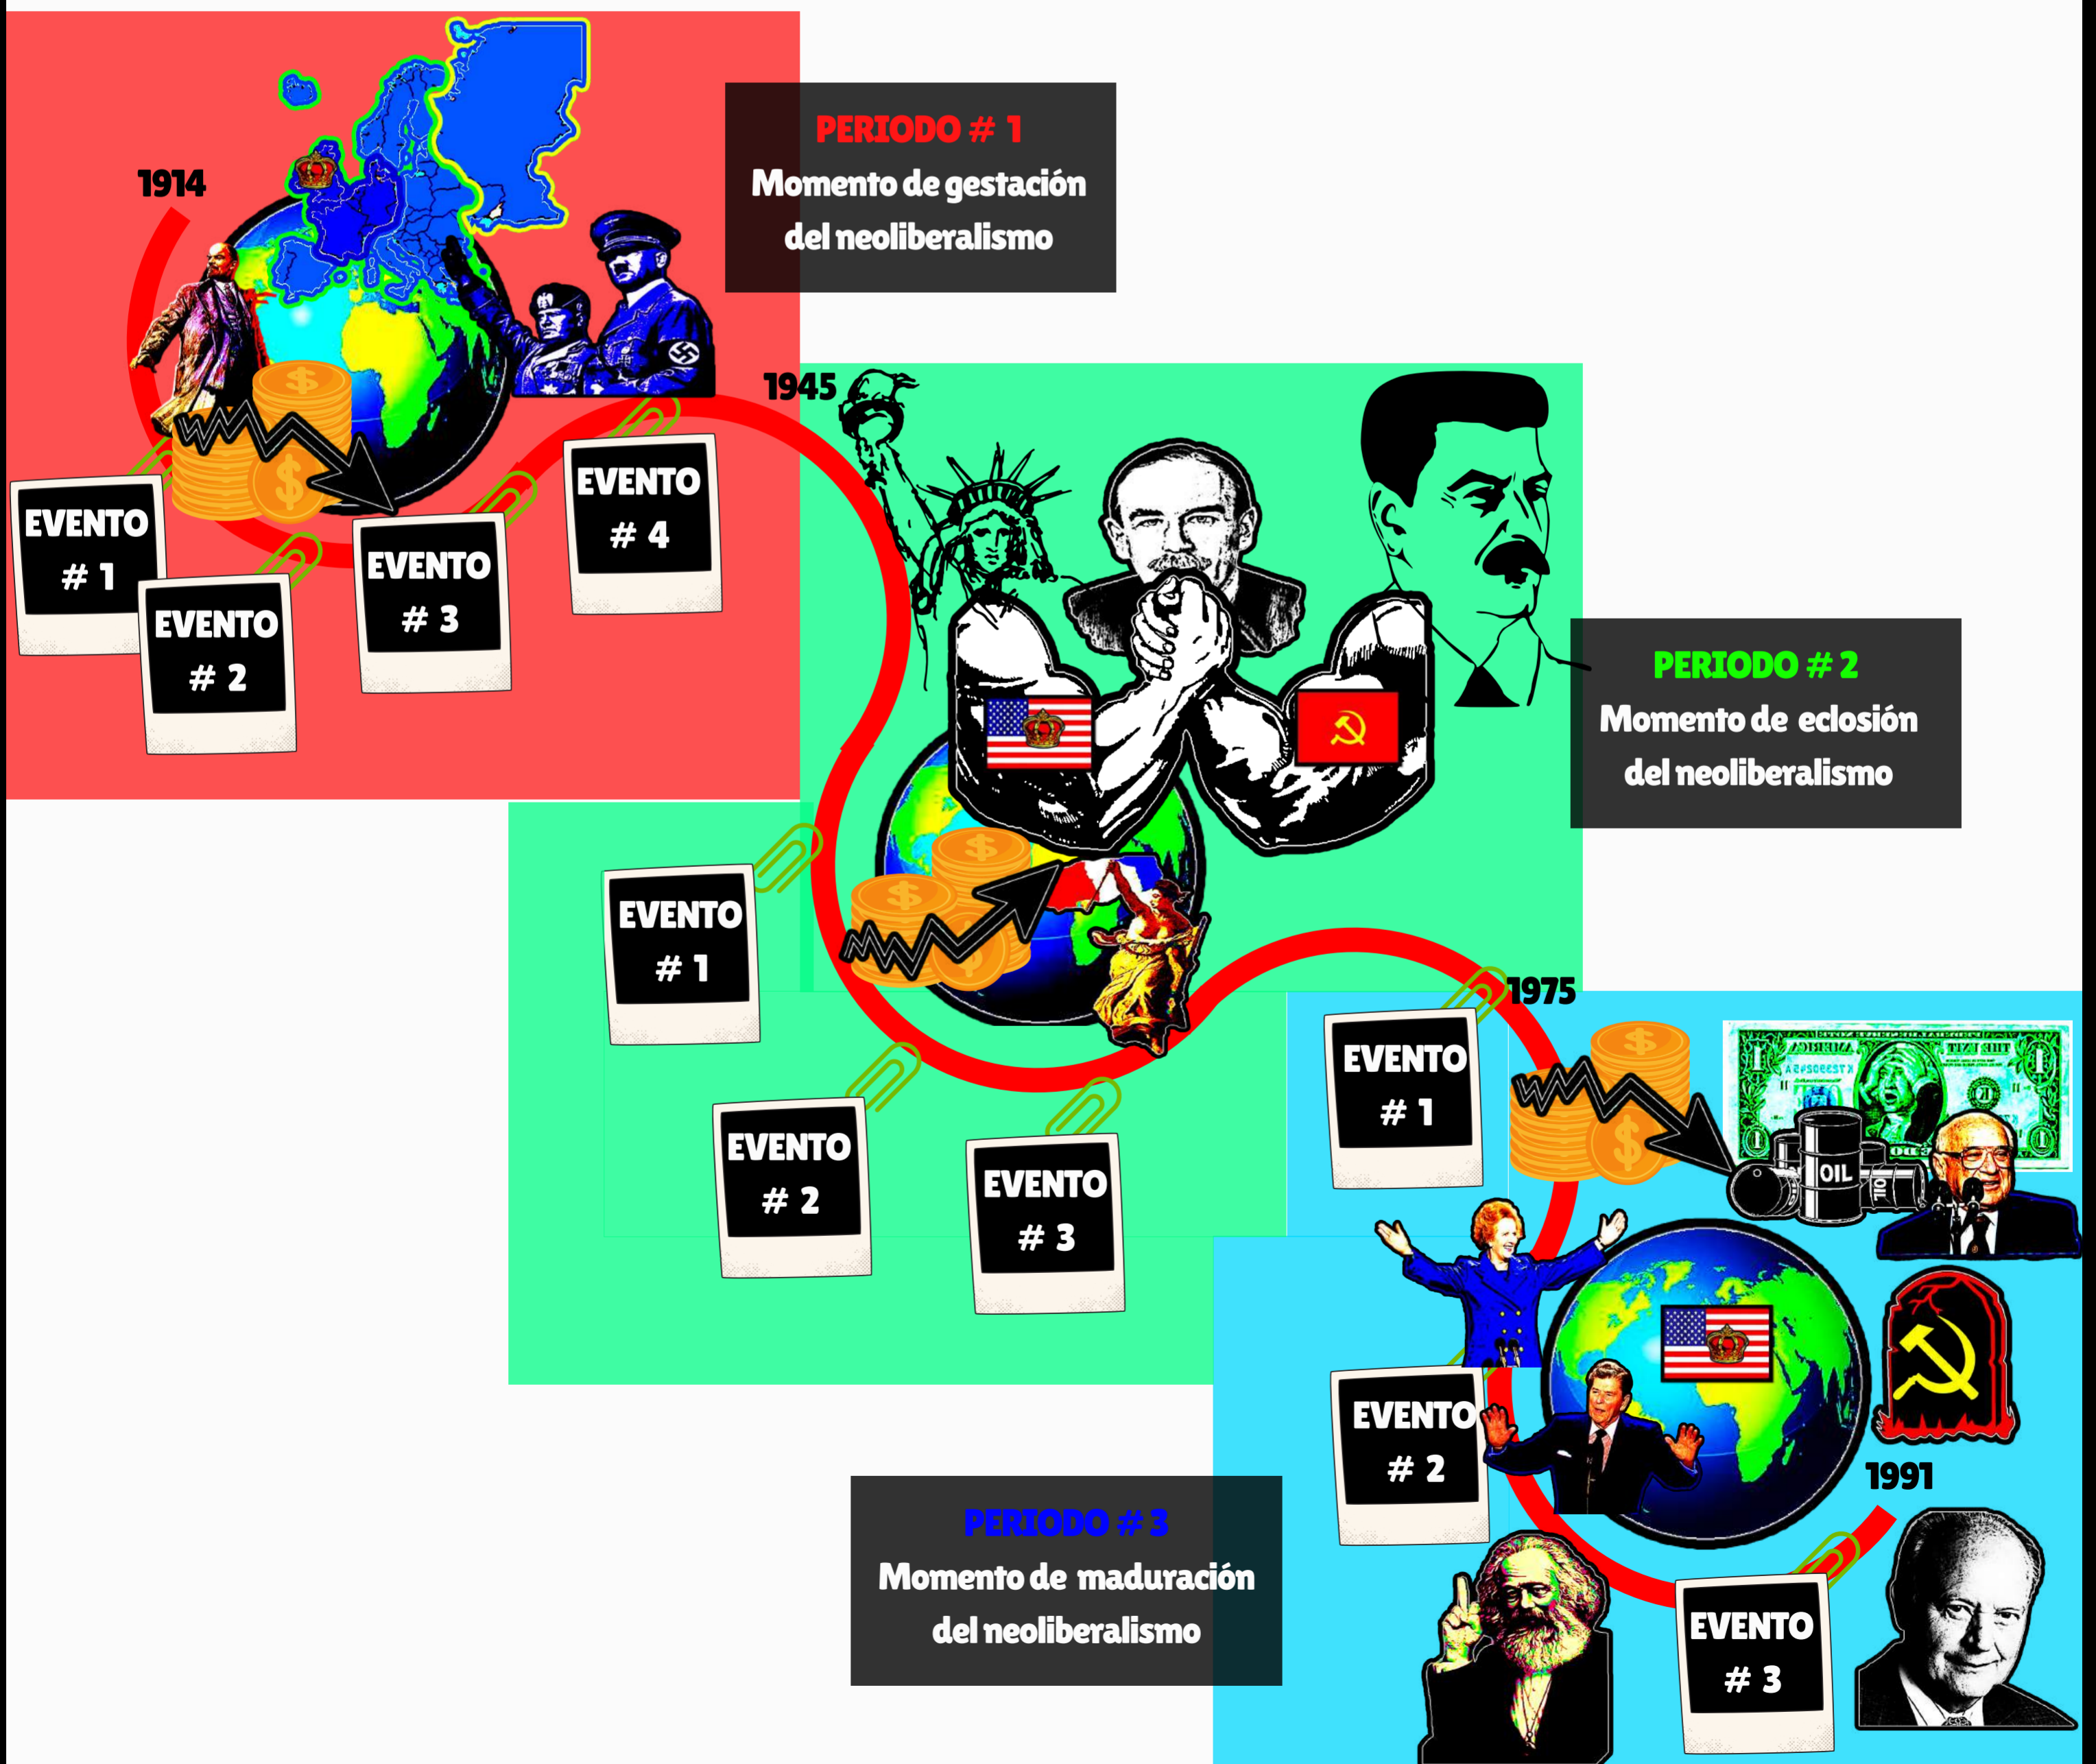 PERIODO # 1
Momento de gestación
del neoliberalismo
1914
1945
EVENTO
# 1
EVENTO
# 2
EVENTO
# 3
EVENTO
# 4
PERIODO # 2
Momento de eclosión
del neoliberalismo
EVENTO
# 1
EVENTO
# 2
EVENTO
# 3
1975
EVENTO
# 1
OIL
OIL
EVENTO
# 2
1991
PERIODO # 3
Momento de maduración
del neoliberalismo
EVENTO
# 3